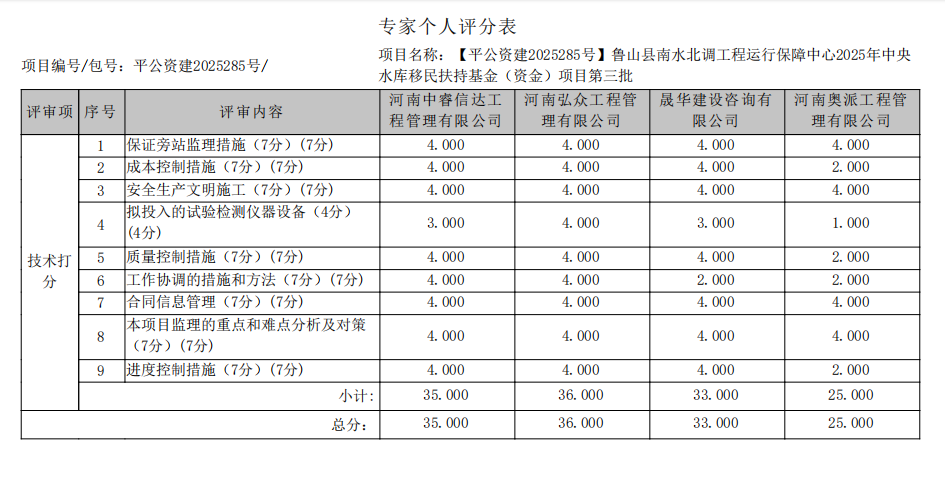 专家个人评分表
项目编号/包号：平公资建2025285号/
项目名称：【平公资建2025285号】鲁山县南水北调工程运行保障中心2025年中央
水库移民扶持基金（资金）项目第三批
评审项 序号 评审内容 河南中睿信达工 河南弘众工程管 晟华建设咨询有 河南奥派工程管
程管理有限公司 理有限公司 限公司 理有限公司
技术打
分
1 保证旁站监理措施（7分）(7分) 4.000 4.000 4.000 4.000
2 成本控制措施（7分）(7分) 4.000 4.000 4.000 2.000
3 安全生产文明施工（7分）(7分) 4.000 4.000 4.000 4.000
4 拟投入的试验检测仪器设备（4分）
(4分) 3.000 4.000 3.000 1.000
5 质量控制措施（7分）(7分) 4.000 4.000 4.000 2.000
6 工作协调的措施和方法（7分）(7分) 4.000 4.000 2.000 2.000
7 合同信息管理（7分）(7分) 4.000 4.000 4.000 4.000
8 本项目监理的重点和难点分析及对策
（7分）(7分) 4.000 4.000 4.000 4.000
9 进度控制措施（7分）(7分) 4.000 4.000 4.000 2.000
小计: 35.000 36.000 33.000 25.000
总分: 35.000 36.000 33.000 25.000